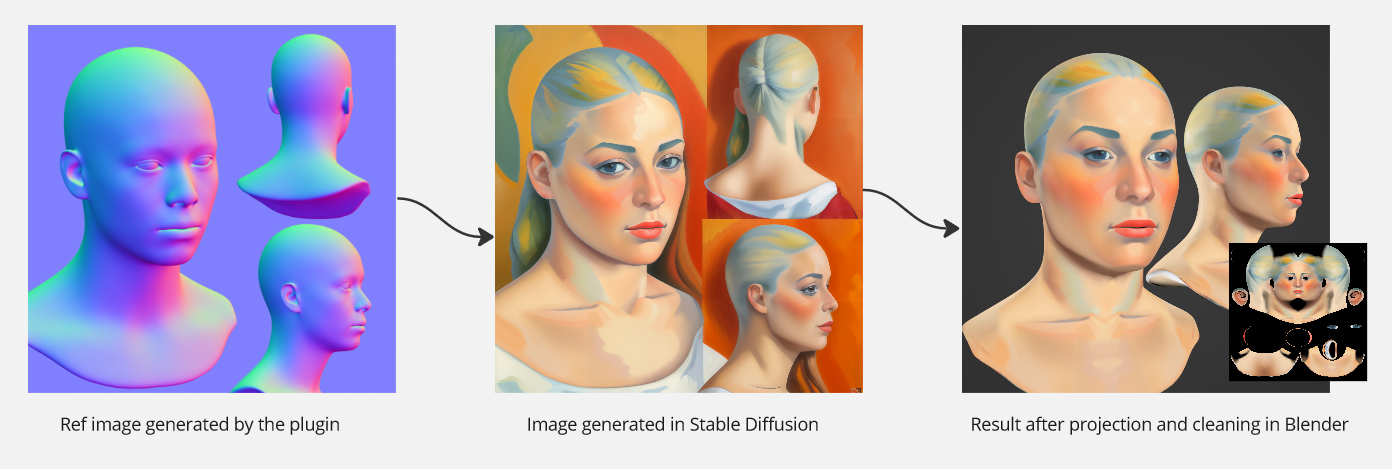 Ref image generated by the plugin
Image generated in Stable Diffusion
Result after projection and cleaning in Blender